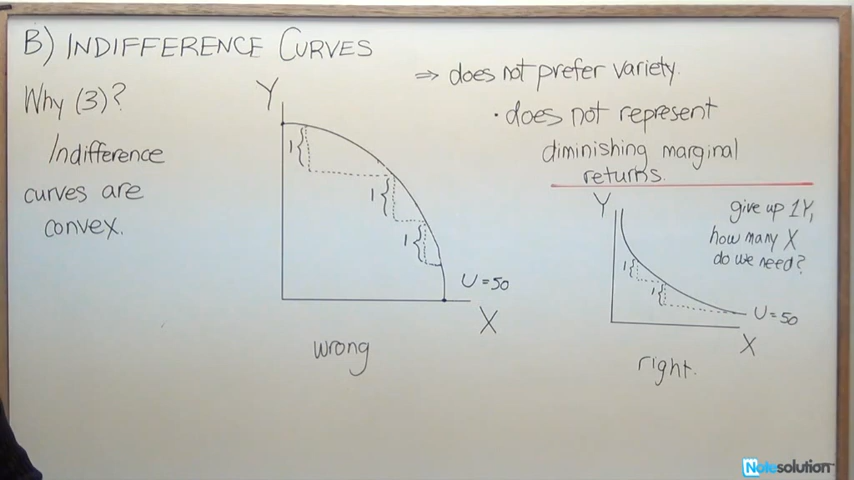 B) INDIFFERENCE CURVES
Why (3)?
Indifference
curves are
convex.
Y
1
1
1
U = 50
X
wrong
⇒ does not prefer variety.
• does not represent
diminishing marginal
returns.
give up 1Y,
how many X
do we need?
Y
1
1
U = 50
X
right.
Notesolution